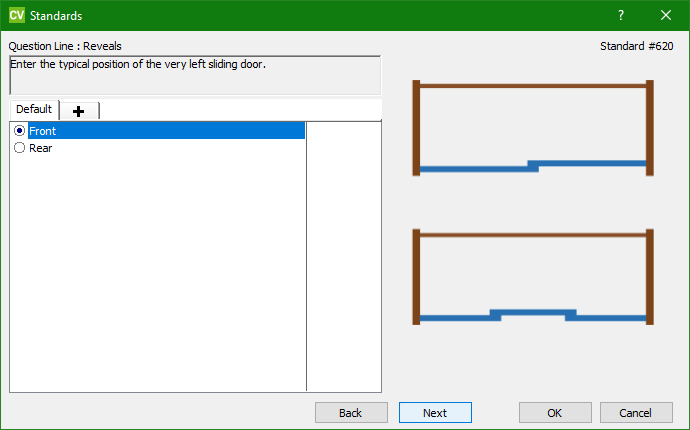 CV Standards ?
Question Line : Reveals Standard #620
Enter the typical position of the very left sliding door.
Default
Front
Rear
Back Next OK Cancel